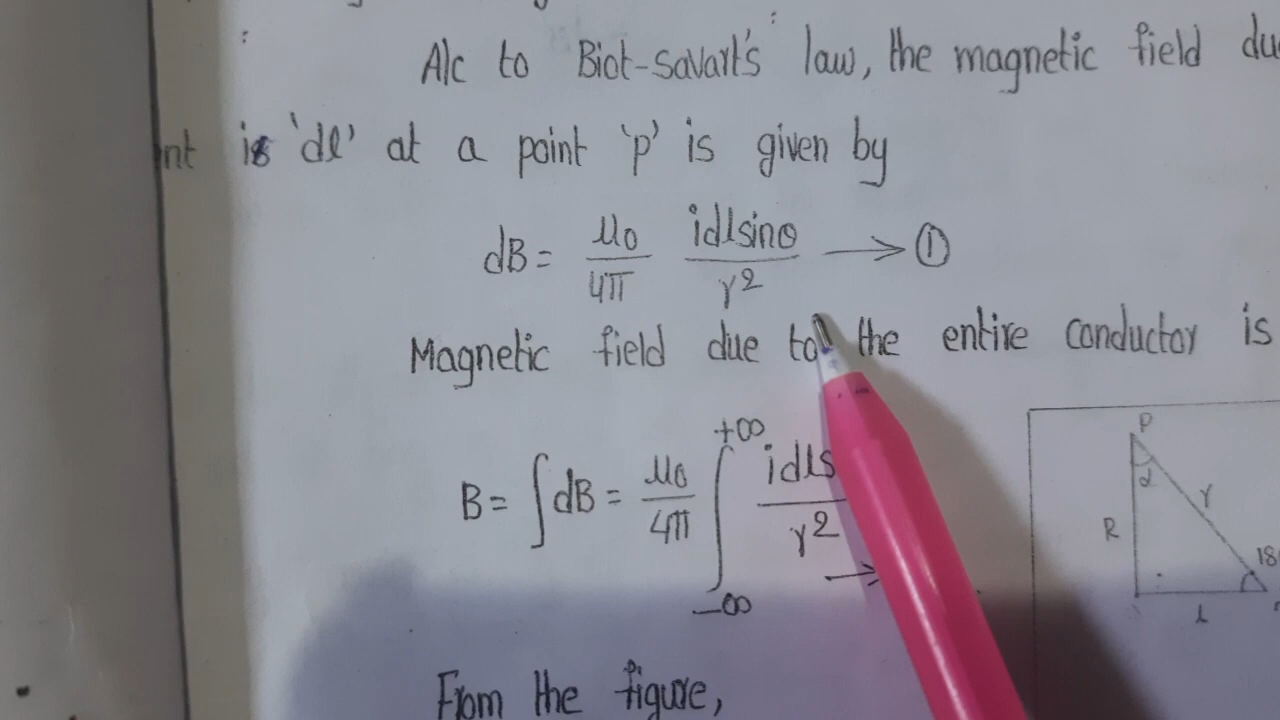 A/c to Biot-savart's law, the magnetic field du
nt is 'dl' at a point 'p' is given by
dB = μ0/4π idlsinθ/r² → ①
Magnetic field due to the entire conductor is
B = ∫dB = μ0/4π ∫ +∞ -∞ idls/r²
→
P
α
r
R
18
l
From the figure,